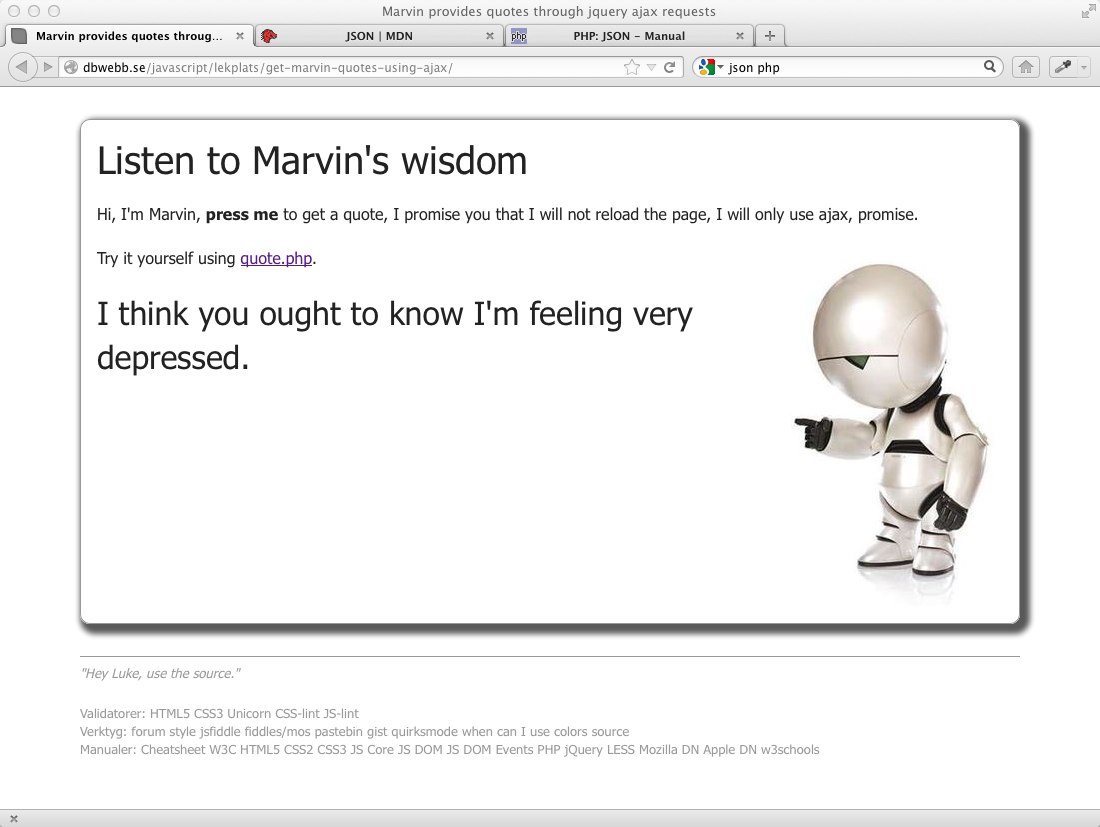 Marvin provides quotes through jquery ajax requests
Marvin provides quotes throug... JSON | MDN PHP: JSON – Manual
dbwebb.se/javascript/lekplats/get-marvin-quotes-using-ajax/ json php
Listen to Marvin's wisdom
Hi, I'm Marvin, press me to get a quote, I promise you that I will not reload the page, I will only use ajax, promise.
Try it yourself using quote.php.
I think you ought to know I'm feeling very
depressed.
"Hey Luke, use the source."
Validatorer: HTML5 CSS3 Unicorn CSS-lint JS-lint
Verktyg: forum style jsfiddle fiddles/mos pastebin gist quirksmode when can I use colors source
Manualer: Cheatsheet W3C HTML5 CSS2 CSS3 JS Core JS DOM JS DOM Events PHP jQuery LESS Mozilla DN Apple DN w3schools